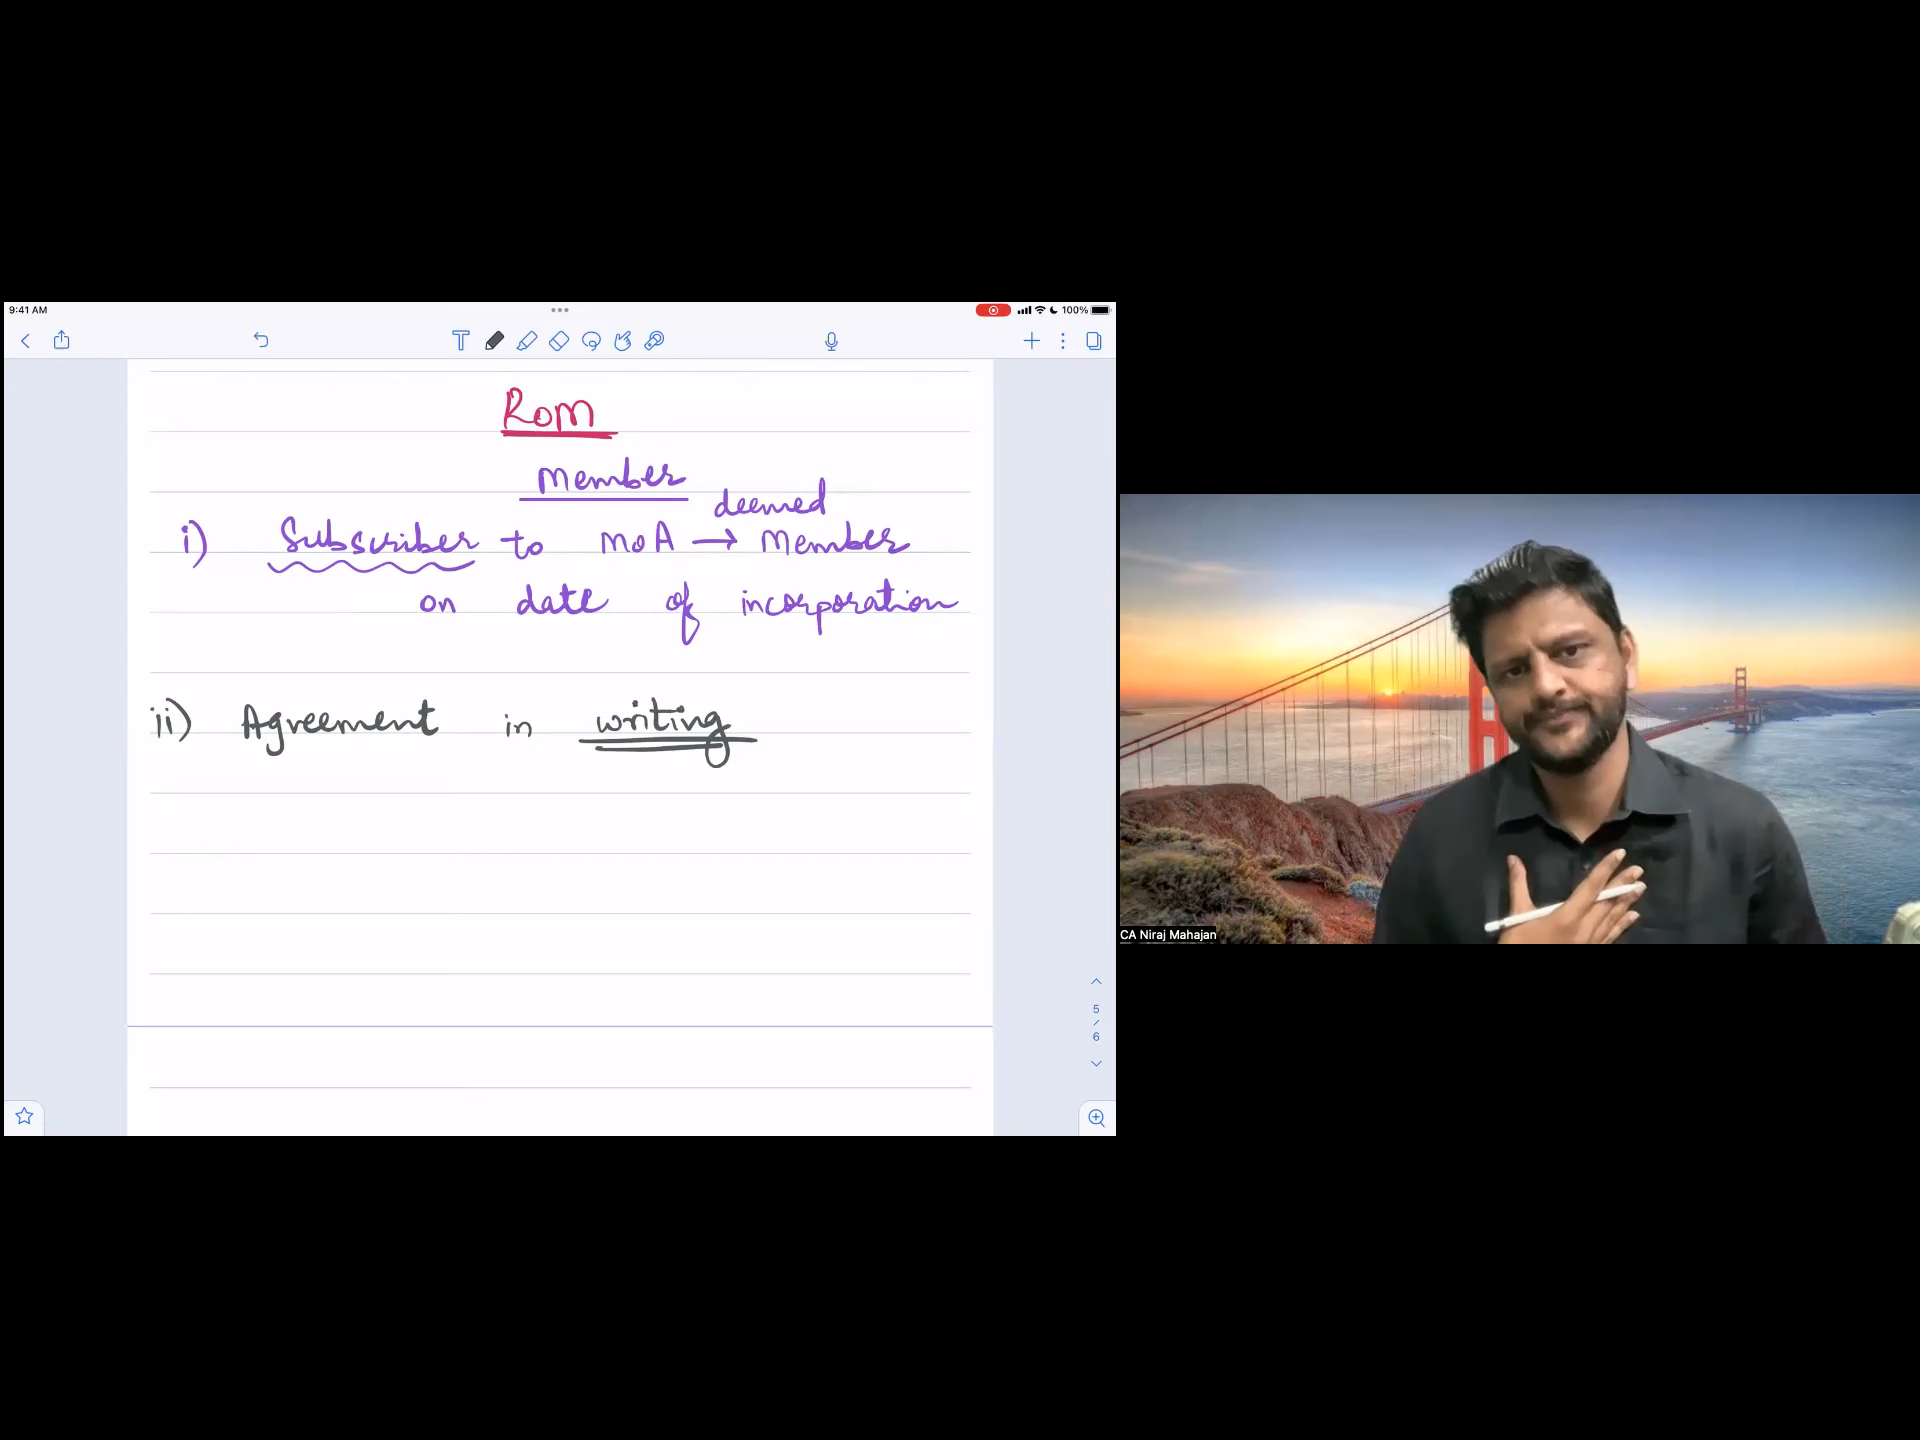 9:41 AM
100%
Rom
Member
deemed
i) Subscriber to MoA → Member
on date of incorporation
ii) Agreement in writing
5
/
6
CA Niraj Mahajan